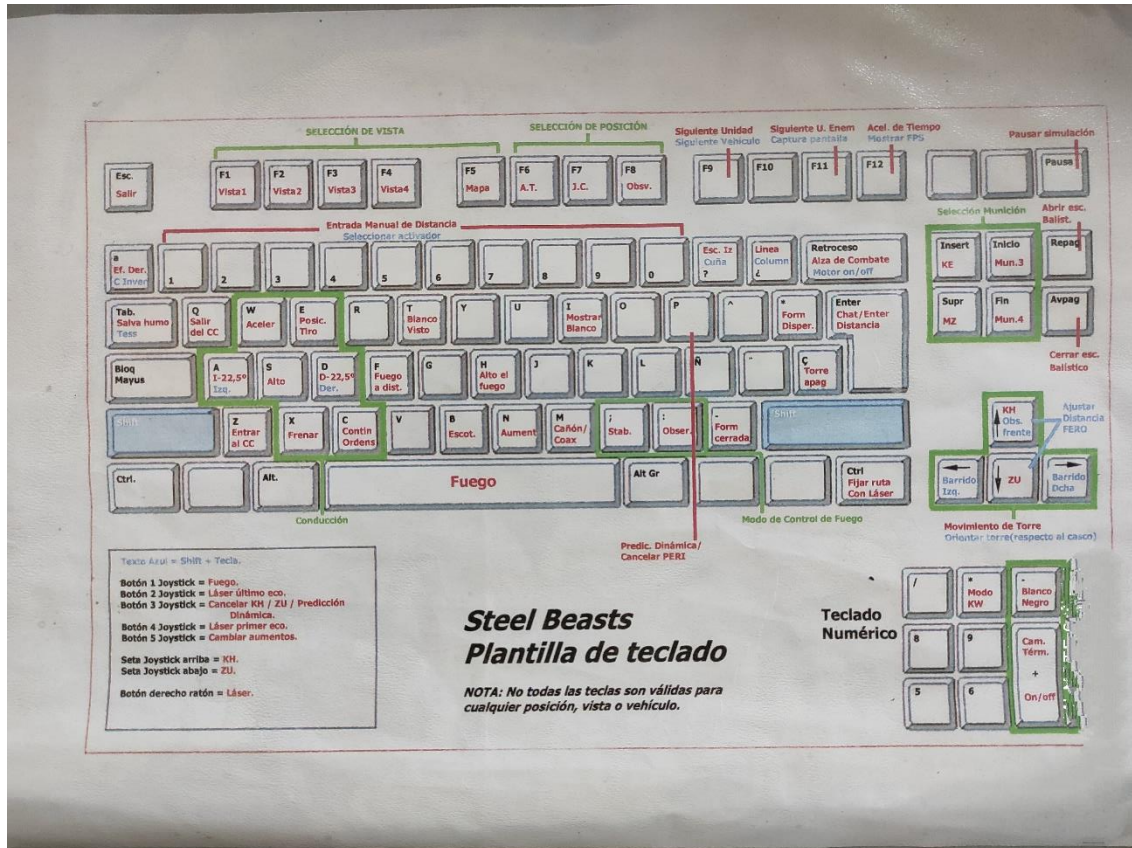 SELECCIÓN DE VISTA
SELECCIÓN DE POSICIÓN
Siguiente Unidad
Siguiente Vehículo
Siguiente U. Enem
Captura pantalla
Acel. de Tiempo
Mostrar FPS
Pausar simulación
Esc.
Salir
F1
Vista1
F2
Vista2
F3
Vista3
F4
Vista4
F5
Mapa
F6
A.T.
F7
J.C.
F8
Obsv.
F9
F10
F11
F12
Pausa
Entrada Manual de Distancia
Seleccionar activador
Selección Munición
Abrir esc.
Balíst.
ª
Ef. Der.
C Inver
1
2
3
4
5
6
7
8
9
0
Esc. Iz
Cuña
?
Linea
Column
¿
Retroceso
Alza de Combate
Motor on/off
Insert
KE
Inicio
Mun.3
Repag
Tab.
Salva humo
Tess
Q
Salir
del CC
W
Aceler
E
Posic.
Tiro
R
T
Blanco
Visto
Y
U
I
Mostrar
Blanco
O
P
^
*
Form
Disper.
Enter
Chat/Enter
Distancia
Supr
MZ
Fin
Mun.4
Avpag
Cerrar esc.
Balístico
Bloq
Mayus
A
I-22,5º
Izq.
S
Alto
D
D-22,5º
Der.
F
Fuego
a dist.
G
H
Alto el
fuego
J
K
L
Ñ
Ç
Torre
apag
Shift
Z
Entrar
al CC
X
Frenar
C
Contin
Ordens
V
B
Escot.
N
Aument
M
Cañón/
Coax
;
Stab.
:
Obser.
-
Form
cerrada
Shift
KH
Obs.
frente
Ajustar
Distancia
FERO
Ctrl.
Alt.
Fuego
Alt Gr
Ctrl
Fijar ruta
Con Láser
Barrido
Izq.
ZU
Barrido
Dcha
Conducción
Modo de Control de Fuego
Movimiento de Torre
Orientar torre(respecto al casco)
Predic. Dinámica/
Cancelar PERI
Texto Azul = Shift + Tecla.
Botón 1 Joystick = Fuego.
Botón 2 Joystick = Láser último eco.
Botón 3 Joystick = Cancelar KH / ZU / Predicción
Dinámica.
Botón 4 Joystick = Láser primer eco.
Botón 5 Joystick = Cambiar aumentos.
Seta Joystick arriba = KH.
Seta Joystick abajo = ZU.
Botón derecho ratón = Láser.
Steel Beasts
Plantilla de teclado
NOTA: No todas las teclas son válidas para
cualquier posición, vista o vehículo.
Teclado
Numérico
/
*
Modo
KW
-
Blanco
Negro
8
9
Cam.
Térm.
+
On/off
5
6